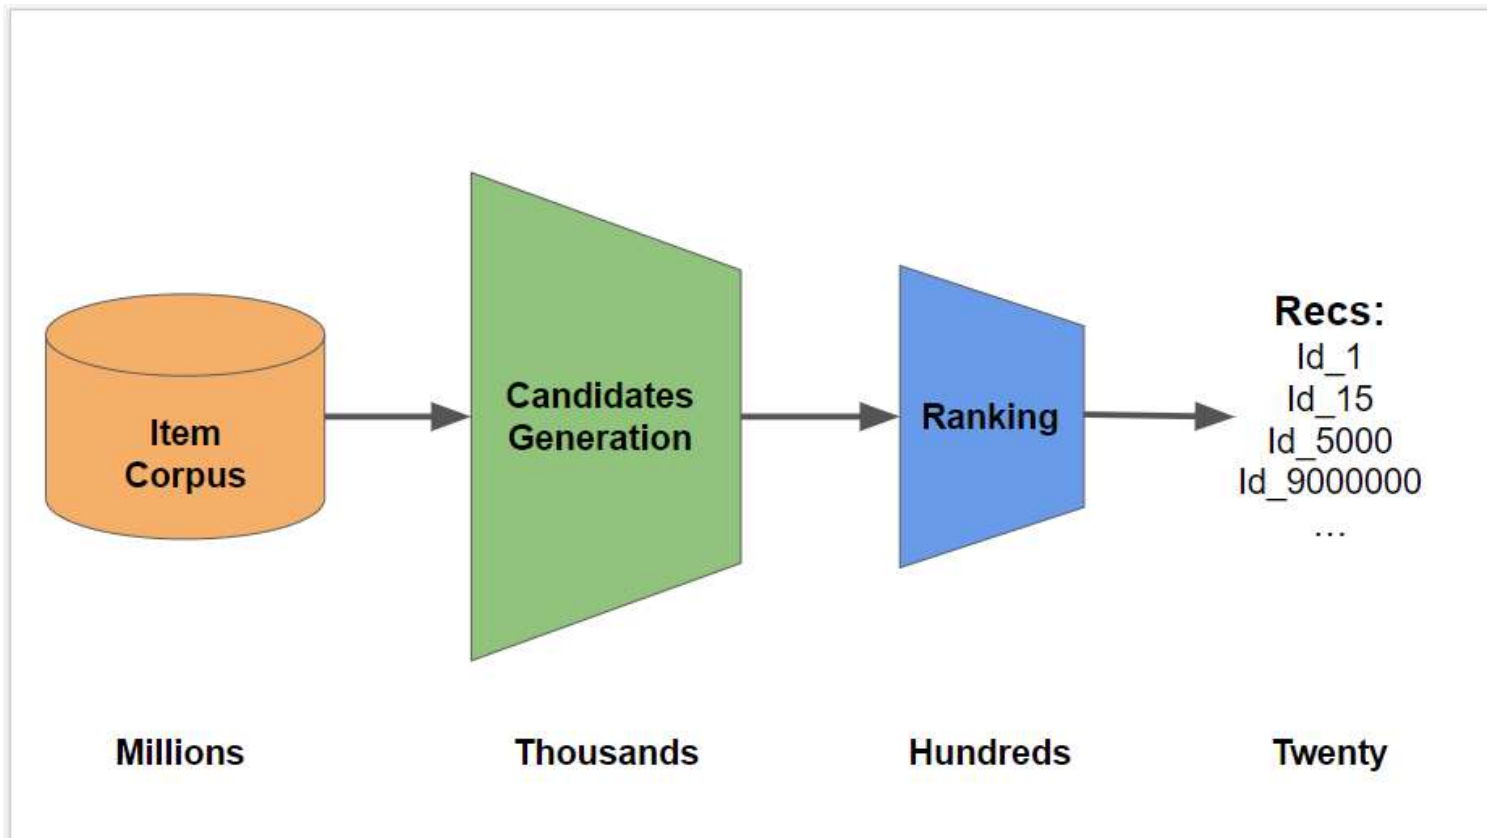 Item
Corpus
Candidates
Generation
Ranking
Recs:
Id_1
Id_15
Id_5000
Id_9000000
...
Millions
Thousands
Hundreds
Twenty